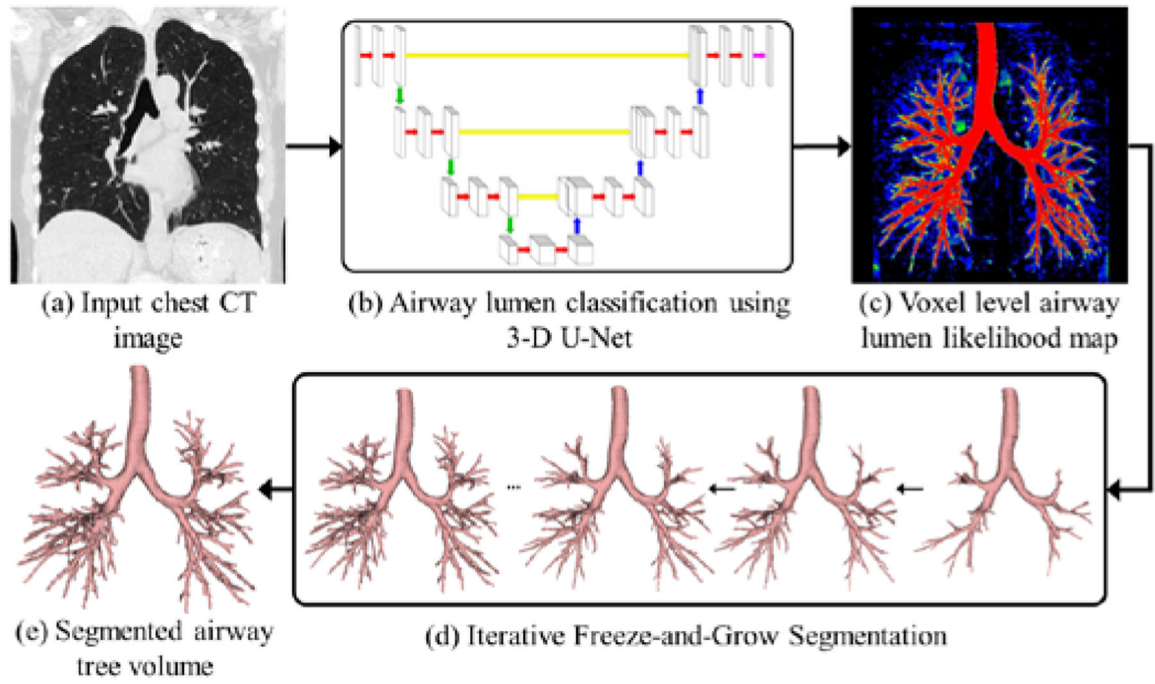 (a) Input chest CT
image
(b) Airway lumen classification using
3-D U-Net
(c) Voxel level airway
lumen likelihood map
...
(e) Segmented airway
tree volume
(d) Iterative Freeze-and-Grow Segmentation